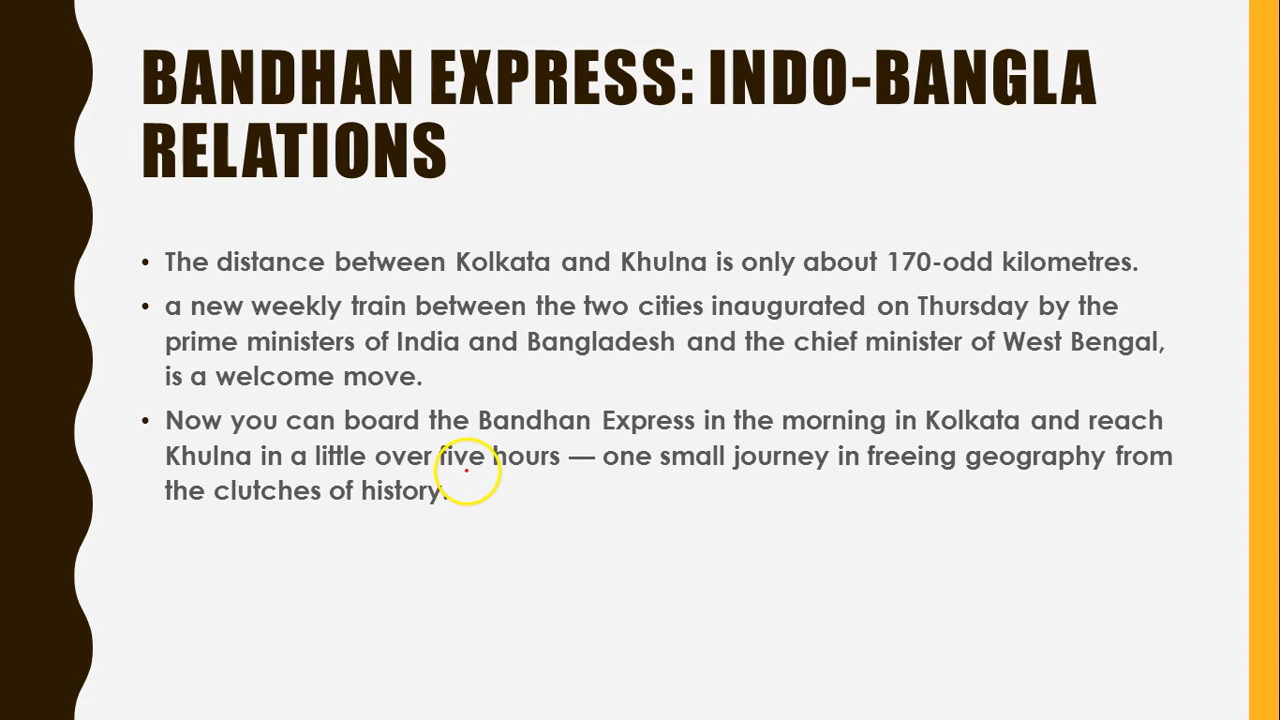 BANDHAN EXPRESS: INDO-BANGLA
RELATIONS
• The distance between Kolkata and Khulna is only about 170-odd kilometres.
• a new weekly train between the two cities inaugurated on Thursday by the
prime ministers of India and Bangladesh and the chief minister of West Bengal,
is a welcome move.
• Now you can board the Bandhan Express in the morning in Kolkata and reach
Khulna in a little over five hours — one small journey in freeing geography from
the clutches of history.